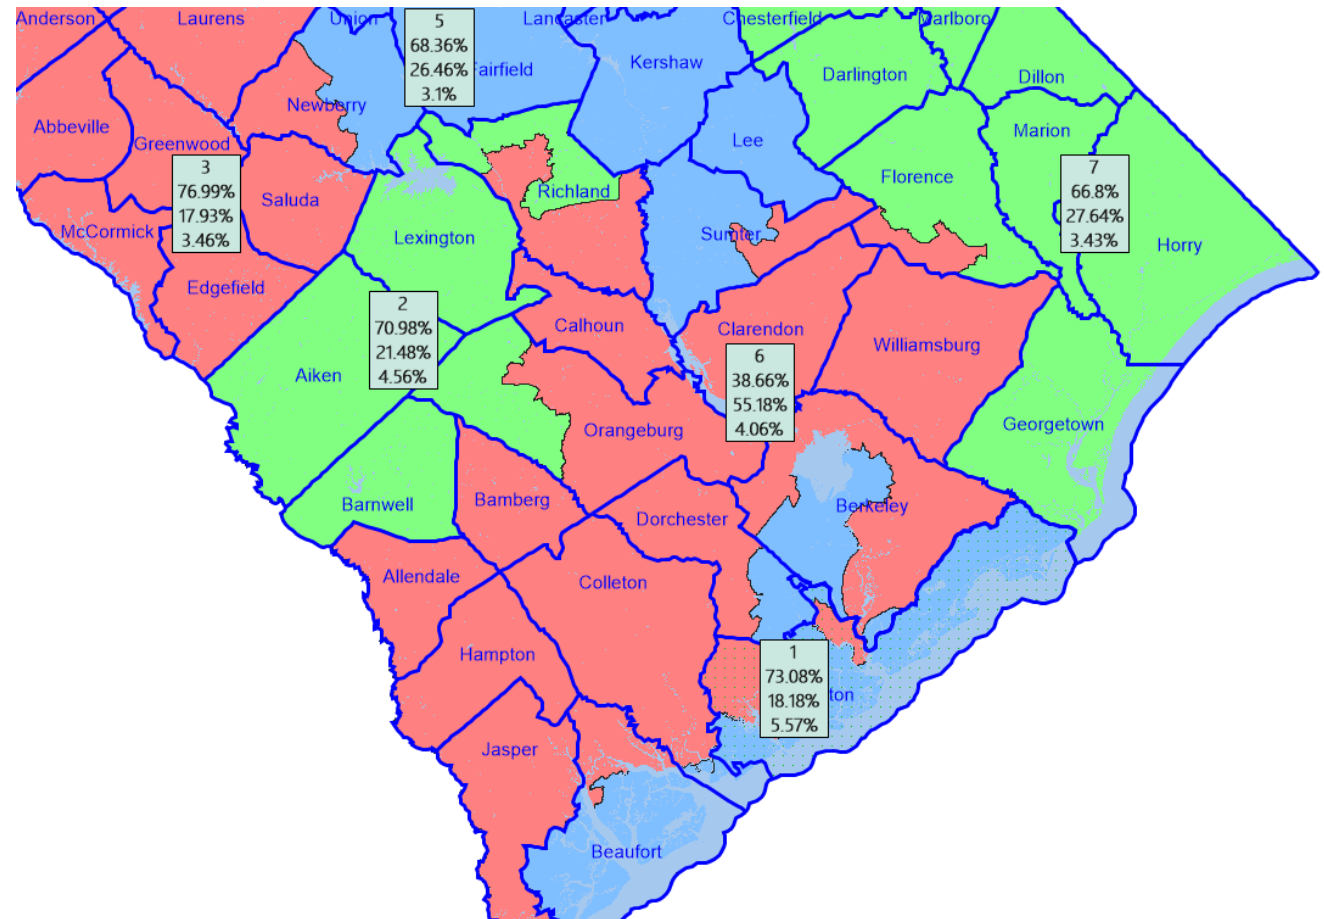 Anderson
Laurens
Union
Lancaster
Chesterfield
Marlboro
5
68.36%
26.46%
3.1%
Fairfield
Kershaw
Darlington
Dillon
Newberry
Abbeville
Greenwood
Marion
Lee
3
76.99%
17.93%
3.46%
Saluda
Richland
Florence
7
66.8%
27.64%
3.43%
McCormick
Lexington
Sumter
Horry
Edgefield
2
70.98%
21.48%
4.56%
Calhoun
Clarendon
Williamsburg
6
38.66%
55.18%
4.06%
Aiken
Orangeburg
Georgetown
Barnwell
Bamberg
Dorchester
Berkeley
Allendale
Colleton
Hampton
1
73.08%
18.18%
5.57%
ton
Jasper
Beaufort